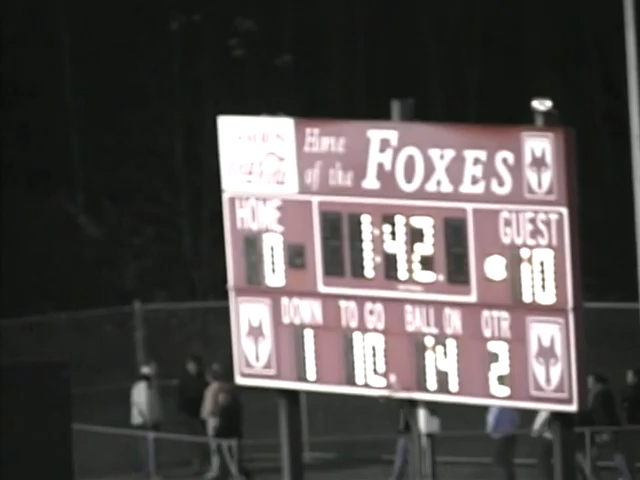 Home
of the FOXES
HOME 1:42 GUEST
0 10
DOWN TO GO BALL ON QTR
1 10 14 2